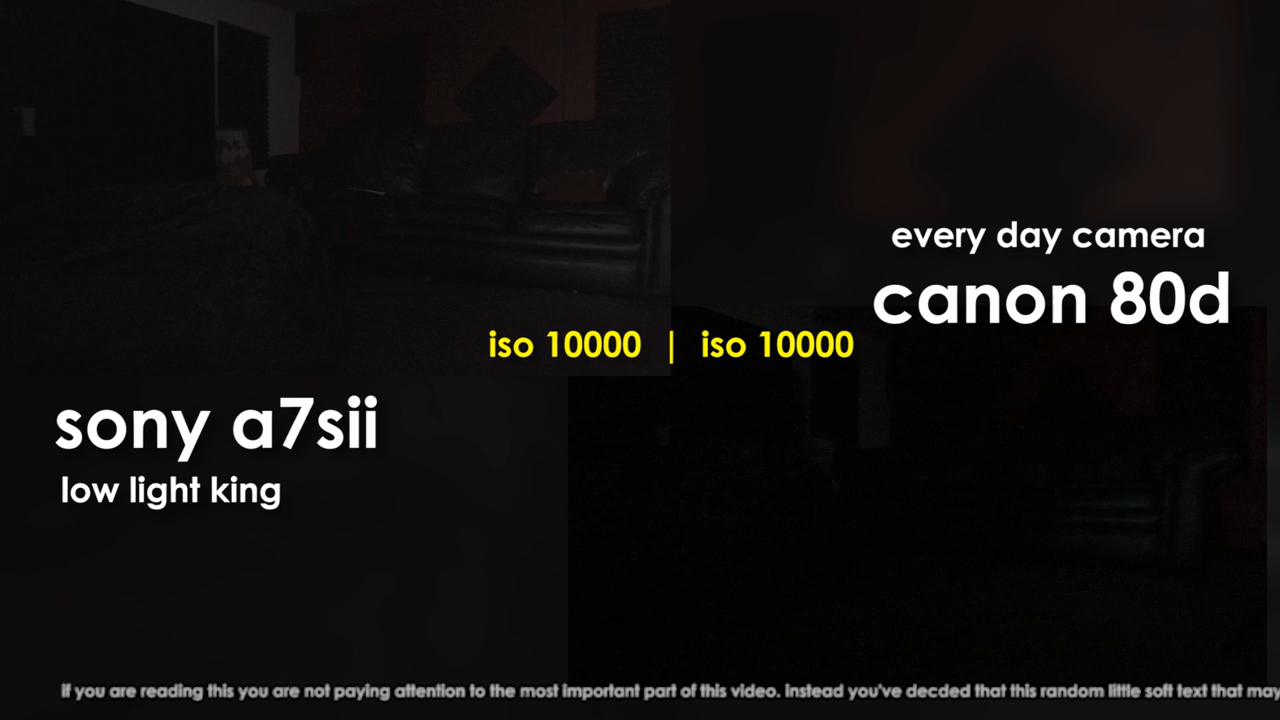 every day camera
canon 80d
iso 10000 | iso 10000
sony a7sii
low light king
if you are reading this you are not paying attention to the most important part of this video. instead you've decded that this random little soft text that may